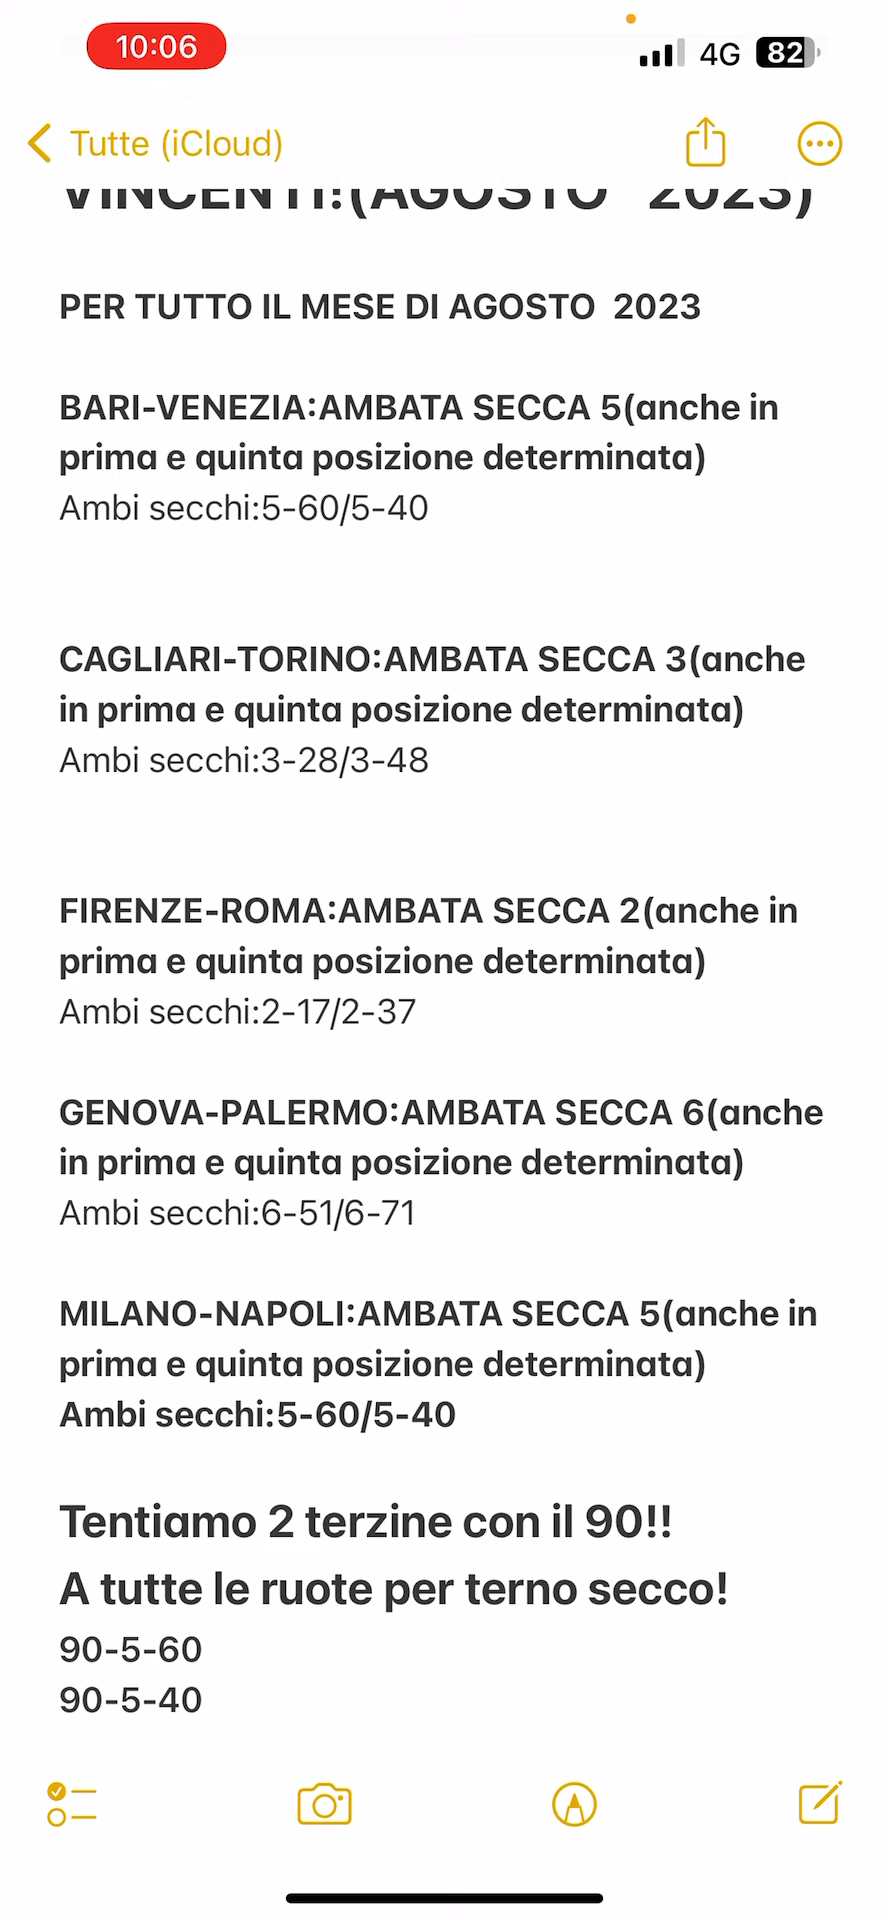 10:06
4G 82
Tutte (iCloud)
VINCENTI!(AGOSTO 2023)
PER TUTTO IL MESE DI AGOSTO 2023
BARI-VENEZIA:AMBATA SECCA 5(anche in
prima e quinta posizione determinata)
Ambi secchi:5-60/5-40
CAGLIARI-TORINO:AMBATA SECCA 3(anche
in prima e quinta posizione determinata)
Ambi secchi:3-28/3-48
FIRENZE-ROMA:AMBATA SECCA 2(anche in
prima e quinta posizione determinata)
Ambi secchi:2-17/2-37
GENOVA-PALERMO:AMBATA SECCA 6(anche
in prima e quinta posizione determinata)
Ambi secchi:6-51/6-71
MILANO-NAPOLI:AMBATA SECCA 5(anche in
prima e quinta posizione determinata)
Ambi secchi:5-60/5-40
Tentiamo 2 terzine con il 90!!
A tutte le ruote per terno secco!
90-5-60
90-5-40